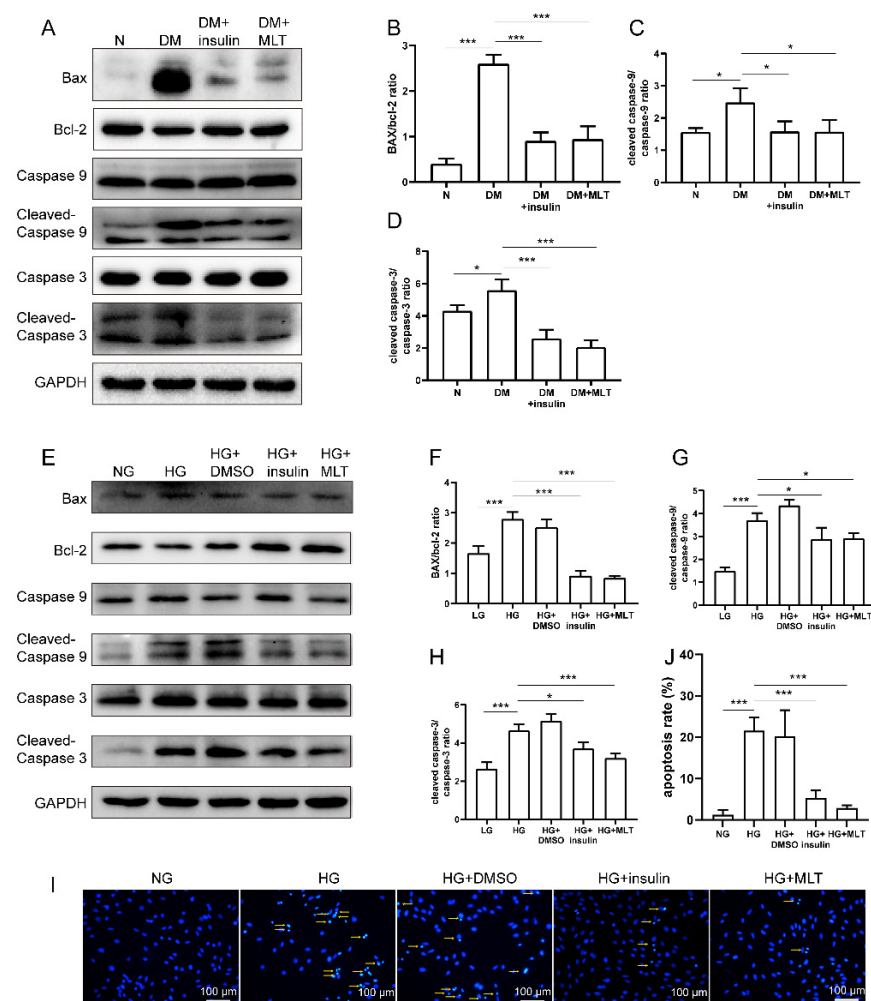 A
N DM DM+ insulin DM+ MLT
Bax
Bcl-2
Caspase 9
Cleaved-
Caspase 9
Caspase 3
Cleaved-
Caspase 3
GAPDH
B
BAX/bcl-2 ratio
3
2
1
0
***
***
***
N DM DM DM+MLT
+insulin
C
cleaved caspase-9/
caspase-9 ratio
4
3
2
1
0
*
*
*
N DM DM DM+MLT
+insulin
D
cleaved caspase-3/
caspase-3 ratio
8
6
4
2
0
***
***
*
N DM DM DM+MLT
+insulin
E
NG HG HG+ DMSO HG+ insulin HG+ MLT
Bax
Bcl-2
Caspase 9
Cleaved-
Caspase 9
Caspase 3
Cleaved-
Caspase 3
GAPDH
F
BAX/bcl-2 ratio
4
3
2
1
0
***
***
***
LG HG HG+ HG+ HG+MLT
DMSO insulin
G
cleaved caspase-9/
caspase-9 ratio
5
4
3
2
1
0
*
*
***
LG HG HG+ HG+ HG+MLT
DMSO insulin
H
cleaved caspase-3/
caspase-3 ratio
6
4
2
0
***
*
***
LG HG HG+ HG+ HG+MLT
DMSO insulin
J
apoptosis rate (%)
40
30
20
10
0
***
***
***
NG HG HG+ HG+ HG+MLT
DMSO insulin
I
NG HG HG+DMSO HG+insulin HG+MLT
100 μm 100 μm 100 μm 100 μm 100 μm